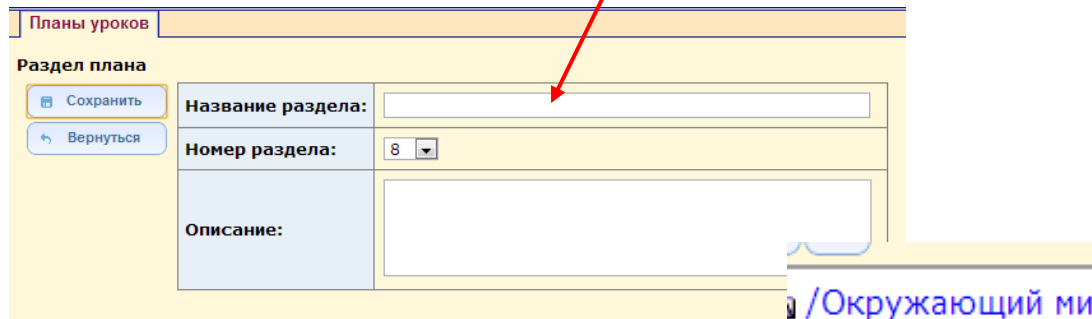 Планы уроков
Раздел плана
Сохранить
Вернуться
Название раздела:
Номер раздела: 8
Описание:
/Окружающий ми